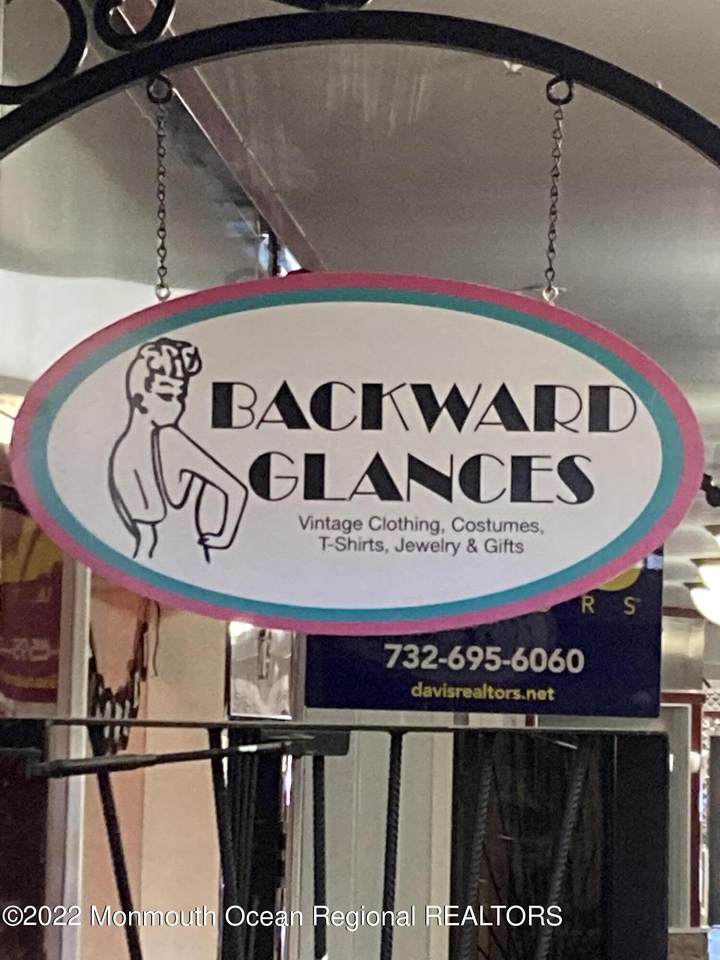 BACKWARD
GLANCES
Vintage Clothing, Costumes,
T-Shirts, Jewelry & Gifts
R S
732-695-6060
davisrealtors.net
©2022 Monmouth Ocean Regional REALTORS